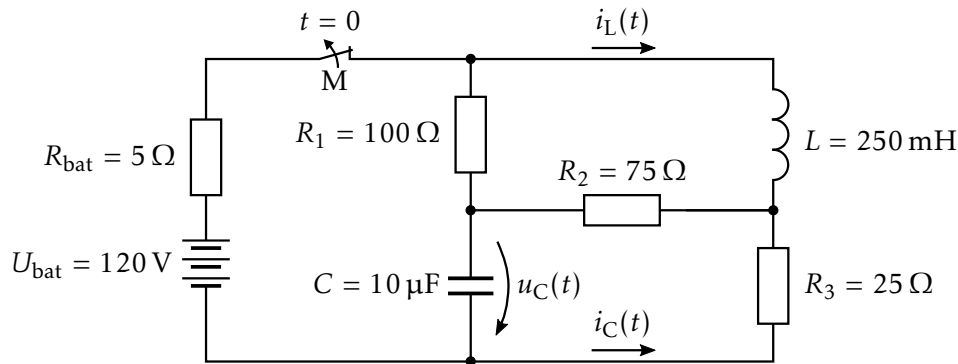 t = 0
i_L(t)
M
R_1 = 100 Ω
R_bat = 5 Ω
L = 250 mH
R_2 = 75 Ω
U_bat = 120 V
C = 10 µF
u_C(t)
R_3 = 25 Ω
i_C(t)